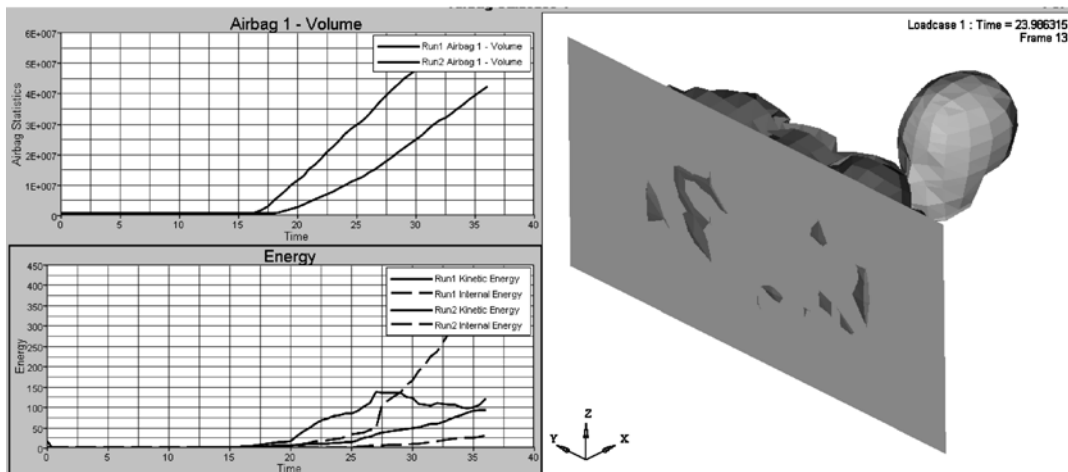 Airbag 1 - Volume
6E+007
5E+007
4E+007
3E+007
2E+007
1E+007
0
Airbag Statistics
Run1 Airbag 1 - Volume
Run2 Airbag 1 - Volume
0 5 10 15 20 25 30 35 40
Time
Energy
450
400
350
300
250
200
150
100
50
0
Energy
Run1 Kinetic Energy
Run1 Internal Energy
Run2 Kinetic Energy
Run2 Internal Energy
0 5 10 15 20 25 30 35 40
Time
Loadcase 1 : Time = 23.986315
Frame 13
Z
Y X